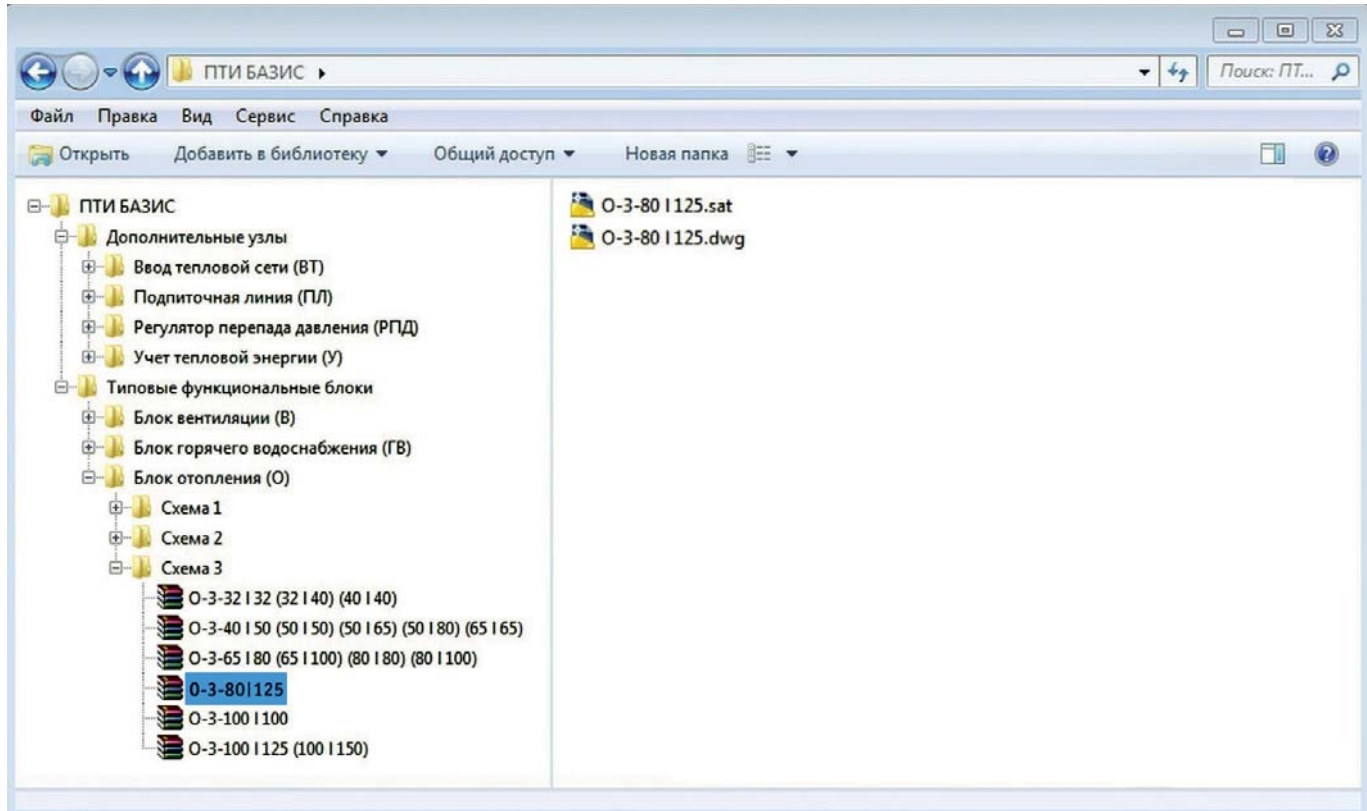 ПТИ БАЗИС
Поиск: ПТ...
Файл Правка Вид Сервис Справка
Открыть Добавить в библиотеку Общий доступ Новая папка
ПТИ БАЗИС
Дополнительные узлы
Ввод тепловой сети (ВТ)
Подпиточная линия (ПЛ)
Регулятор перепада давления (РПД)
Учет тепловой энергии (У)
Типовые функциональные блоки
Блок вентиляции (В)
Блок горячего водоснабжения (ГВ)
Блок отопления (О)
Схема 1
Схема 2
Схема 3
О-3-32 I 32 (32 I 40) (40 I 40)
О-3-40 I 50 (50 I 50) (50 I 65) (50 I 80) (65 I 65)
О-3-65 I 80 (65 I 100) (80 I 80) (80 I 100)
0-3-80|125
О-3-100 I 100
О-3-100 I 125 (100 I 150)
О-3-80 I 125.sat
О-3-80 I 125.dwg